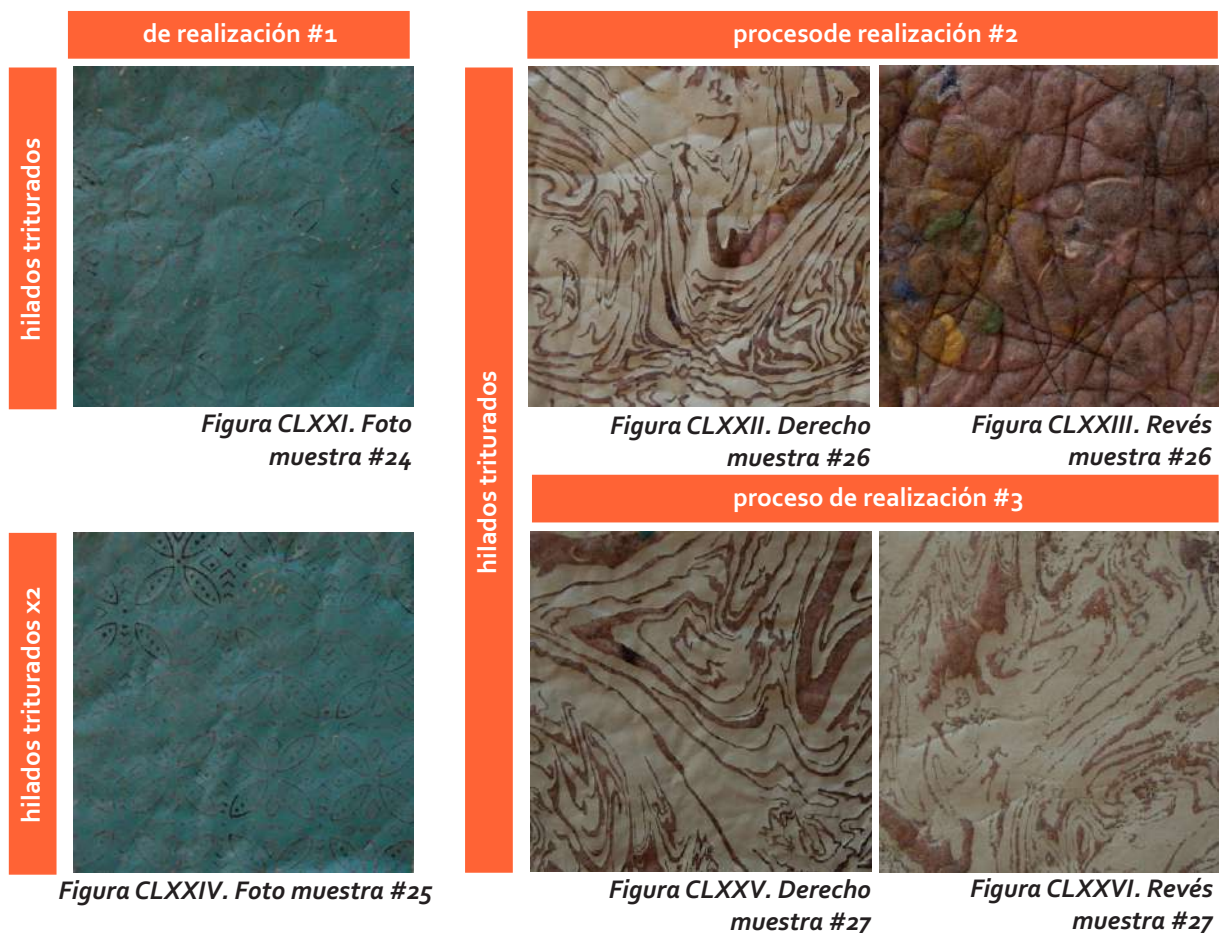 de realización #1
hilados triturados
Figura CLXXI. Foto
muestra #24
hilados triturados x2
Figura CLXXIV. Foto muestra #25
procesode realización #2
hilados triturados
Figura CLXXII. Derecho
muestra #26
Figura CLXXIII. Revés
muestra #26
proceso de realización #3
Figura CLXXV. Derecho
muestra #27
Figura CLXXVI. Revés
muestra #27